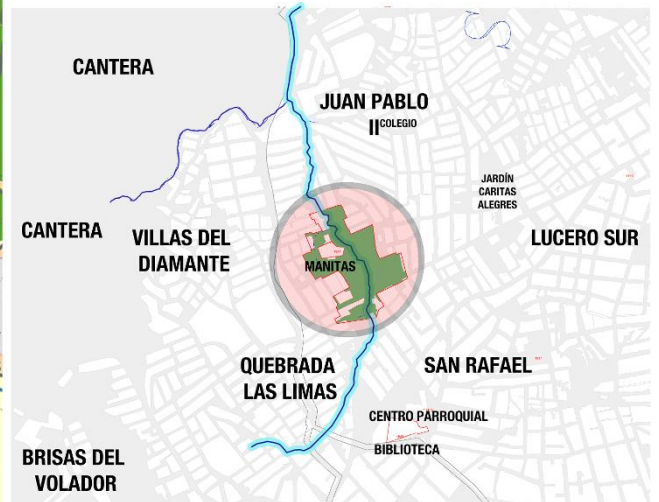 CANTERA
JUAN PABLO
II COLEGIO
JARDÍN
CARITAS
ALEGRES
CANTERA
VILLAS DEL
DIAMANTE
LUCERO SUR
MANITAS
QUEBRADA
LAS LIMAS
SAN RAFAEL
CENTRO PARROQUIAL
BIBLIOTECA
BRISAS DEL
VOLADOR